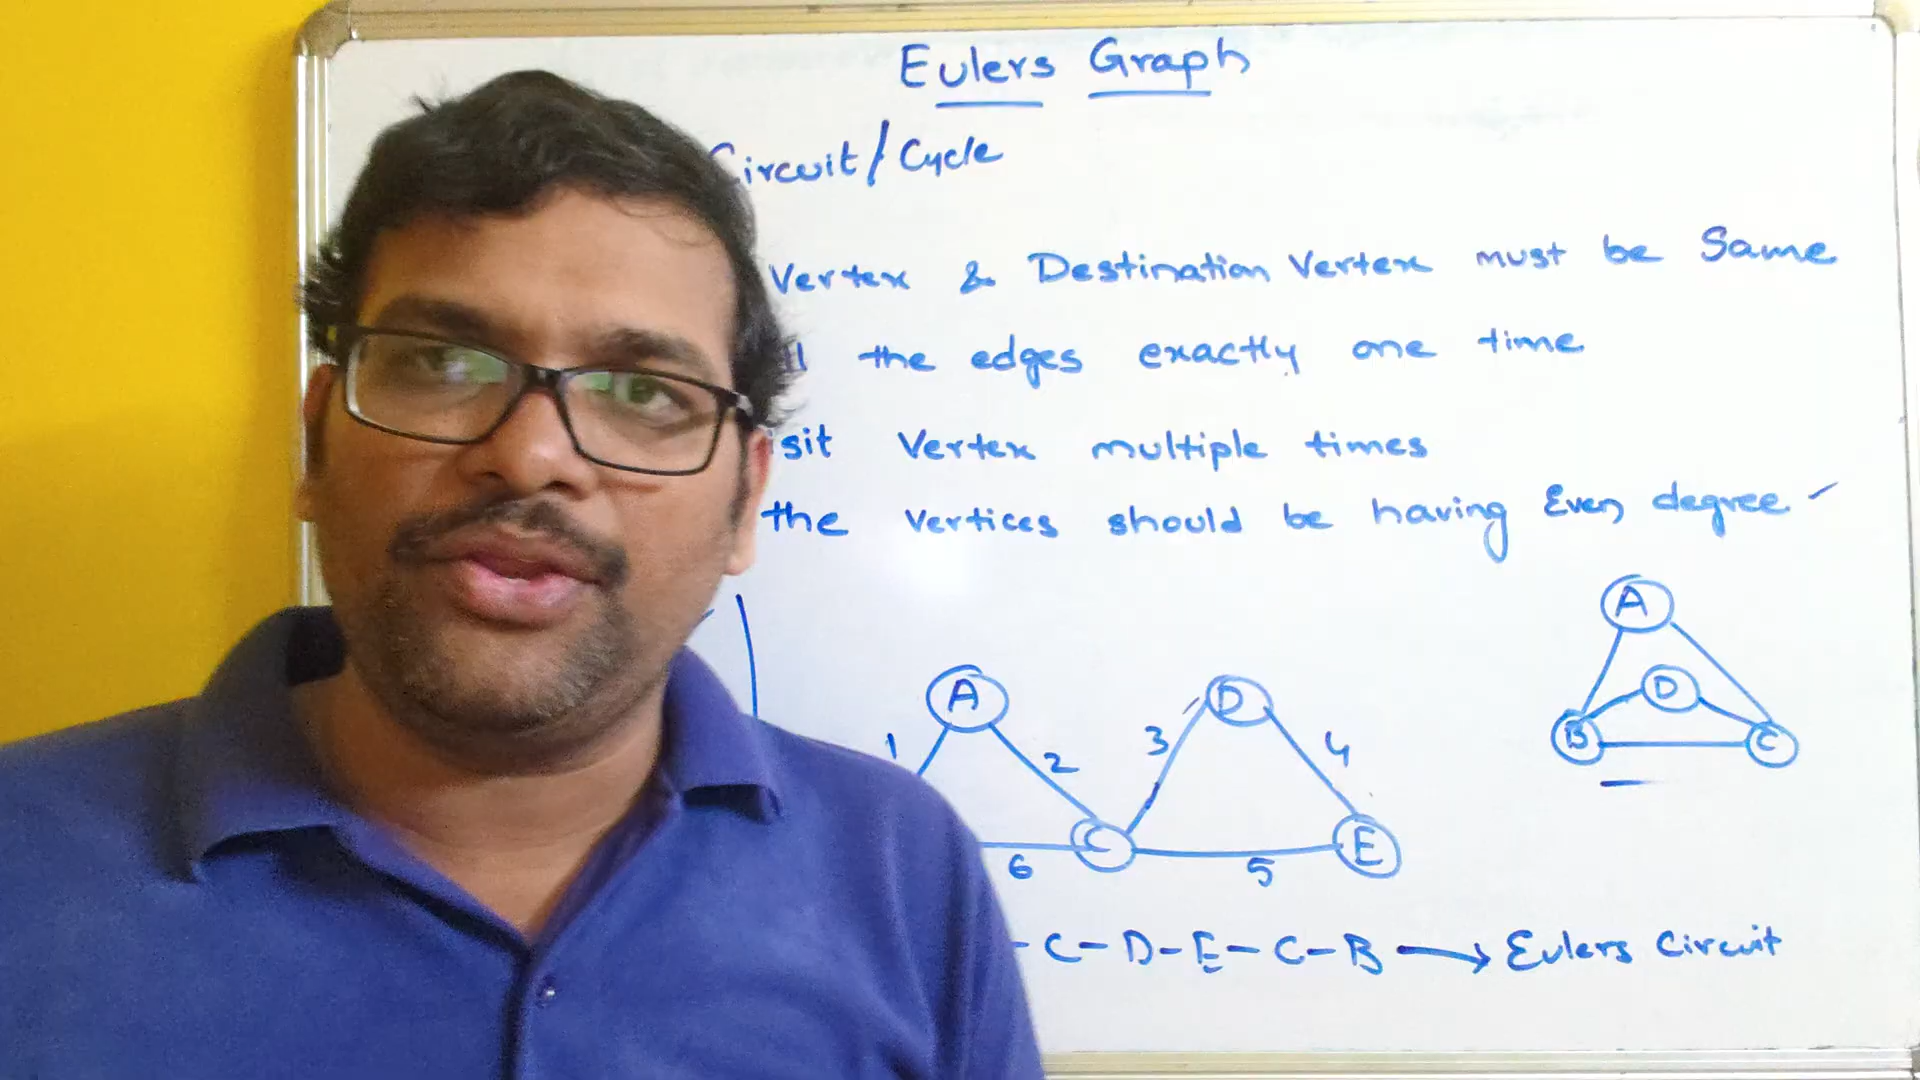 Eulers Graph
Circuit/Cycle
Vertex & Destination Vertex must be Same
the edges exactly one time
Vertex multiple times
the vertices should be having Even degree
A
A D
D
1 2 3 4
B C
C E
6 5
- C - D - E - C - B → Eulers Circuit